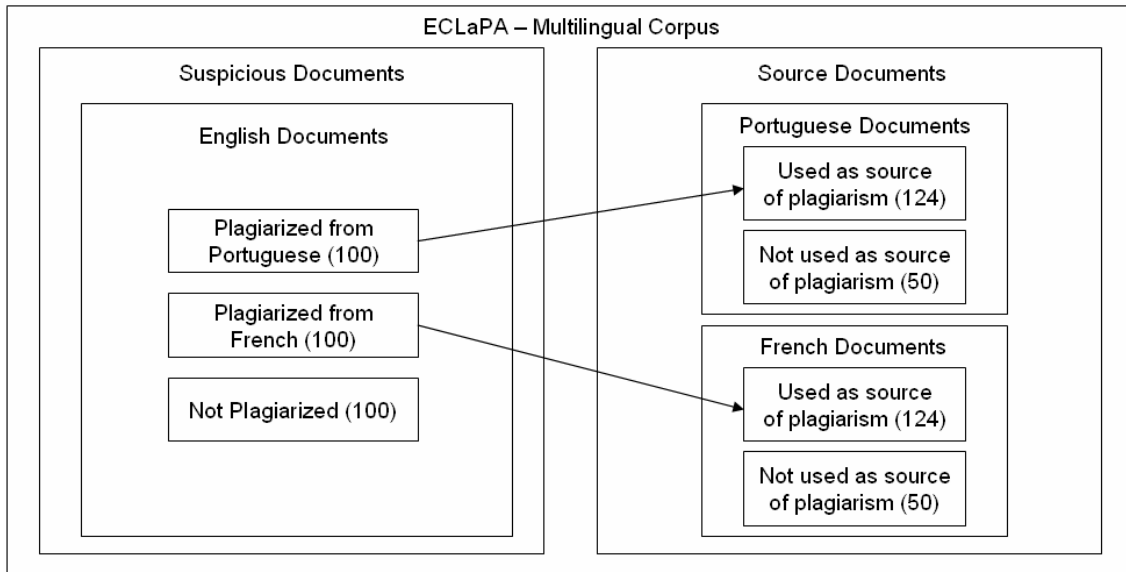 ECLaPA – Multilingual Corpus
Suspicious Documents
English Documents
Plagiarized from
Portuguese (100)
Plagiarized from
French (100)
Not Plagiarized (100)
Source Documents
Portuguese Documents
Used as source
of plagiarism (124)
Not used as source
of plagiarism (50)
French Documents
Used as source
of plagiarism (124)
Not used as source
of plagiarism (50)